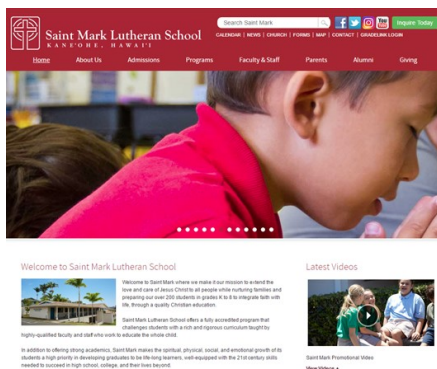 Saint Mark Lutheran School
KANE'OHE, HAWAI'I
Search Saint Mark
Inquire Today
CALENDAR | NEWS | CHURCH | FORMS | MAP | CONTACT | GRADELINK LOGIN
Home About Us Admissions Programs Faculty & Staff Parents Alumni Giving
Welcome to Saint Mark Lutheran School
Welcome to Saint Mark where we make it our mission to extend the
love and care of Jesus Christ to all people while nurturing families and
preparing our over 200 students in grades K to 8 to integrate faith with
life, through a quality Christian education.
Saint Mark Lutheran School offers a fully accredited program that
challenges students with a rich and rigorous curriculum taught by
highly-qualified faculty and staff who work to educate the whole child.
In addition to offering strong academics, Saint Mark makes the spiritual, physical, social, and emotional growth of its
students a high priority in developing graduates to be life-long learners, well-equipped with the 21st century skills
needed to succeed in high school, college, and their lives beyond.
Latest Videos
Saint Mark Promotional Video
View Videos